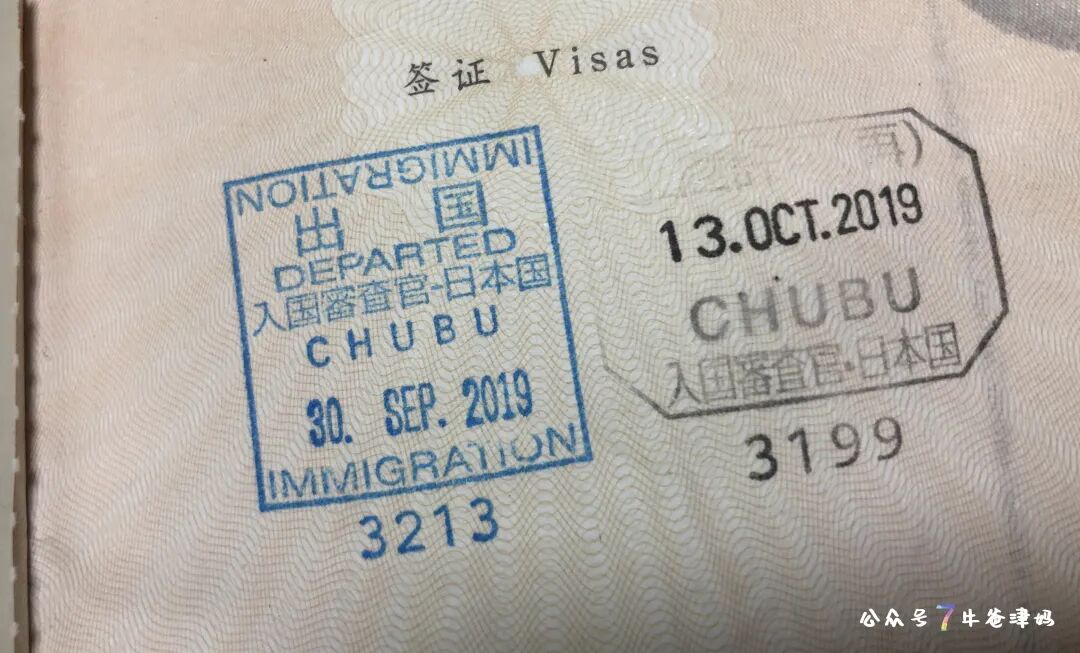 签证 Visas
IMMIGRATION
出国
DEPARTED
入国審査官-日本国
CHUBU
30. SEP. 2019
IMMIGRATION
3213
(再)
13.OCT.2019
CHUBU
入国審査官·日本国
3199
公众号7牛爸津妈